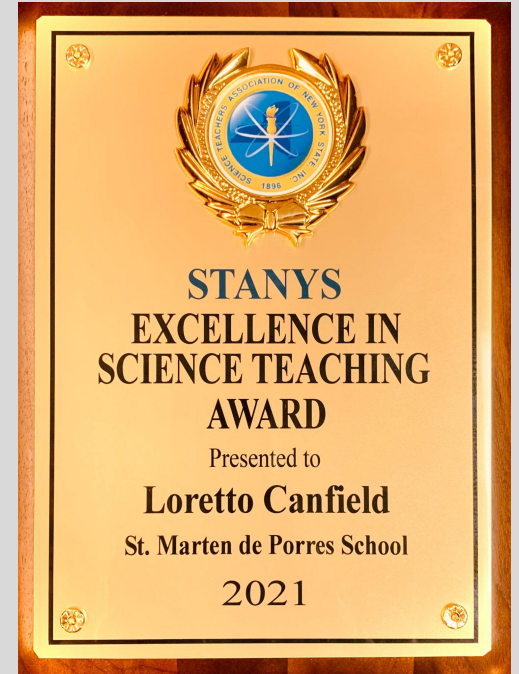 SCIENCE TEACHERS ASSOCIATION OF NEW YORK STATE INC.
1896
STANYS
EXCELLENCE IN
SCIENCE TEACHING
AWARD
Presented to
Loretto Canfield
St. Marten de Porres School
2021